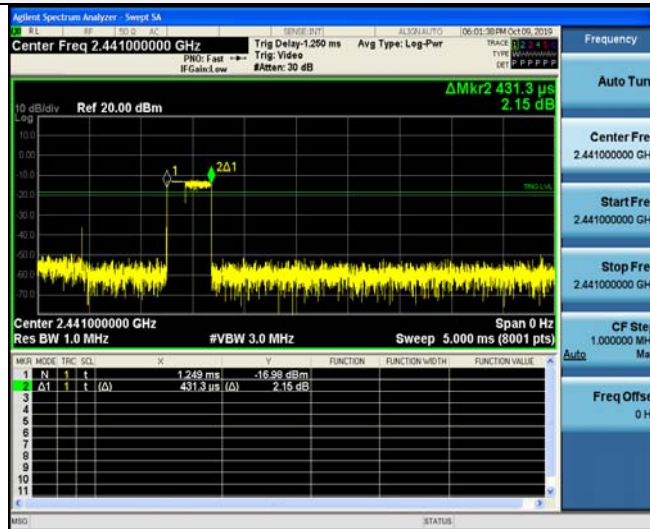 Agilent Spectrum Analyzer - Swept SA
RL RF 50 Ω AC SENSE:INT ALIGN AUTO 06:01:38 PM Oct 09, 2019
Center Freq 2.441000000 GHz
PNO: Fast
IFGain:Low
Trig Delay-1.250 ms
Trig: Video
#Atten: 30 dB
Avg Type: Log-Pwr
TRACE 1 2 3 4 5 6
TYPE
DET P P P P P P
ΔMkr2 431.3 µs
2.15 dB
10 dB/div Ref 20.00 dBm
Log
10.0
0.00
-10.0
-20.0
-30.0
-40.0
-50.0
-60.0
-70.0
1
2Δ1
TRIG LVL
Center 2.441000000 GHz Span 0 Hz
Res BW 1.0 MHz #VBW 3.0 MHz Sweep 5.000 ms (8001 pts)
MKR MODE TRC SCL X Y FUNCTION FUNCTION WIDTH FUNCTION VALUE
1 N 1 t 1.249 ms -16.98 dBm
2 Δ1 1 t (Δ) 431.3 µs (Δ) 2.15 dB
3
4
5
6
7
8
9
10
11
MSG STATUS
Frequency
Auto Tun
Center Fre
2.441000000 GH
Start Fre
2.441000000 GH
Stop Fre
2.441000000 GH
CF Ste
1.000000 MH
Auto Ma
Freq Offse
0 H